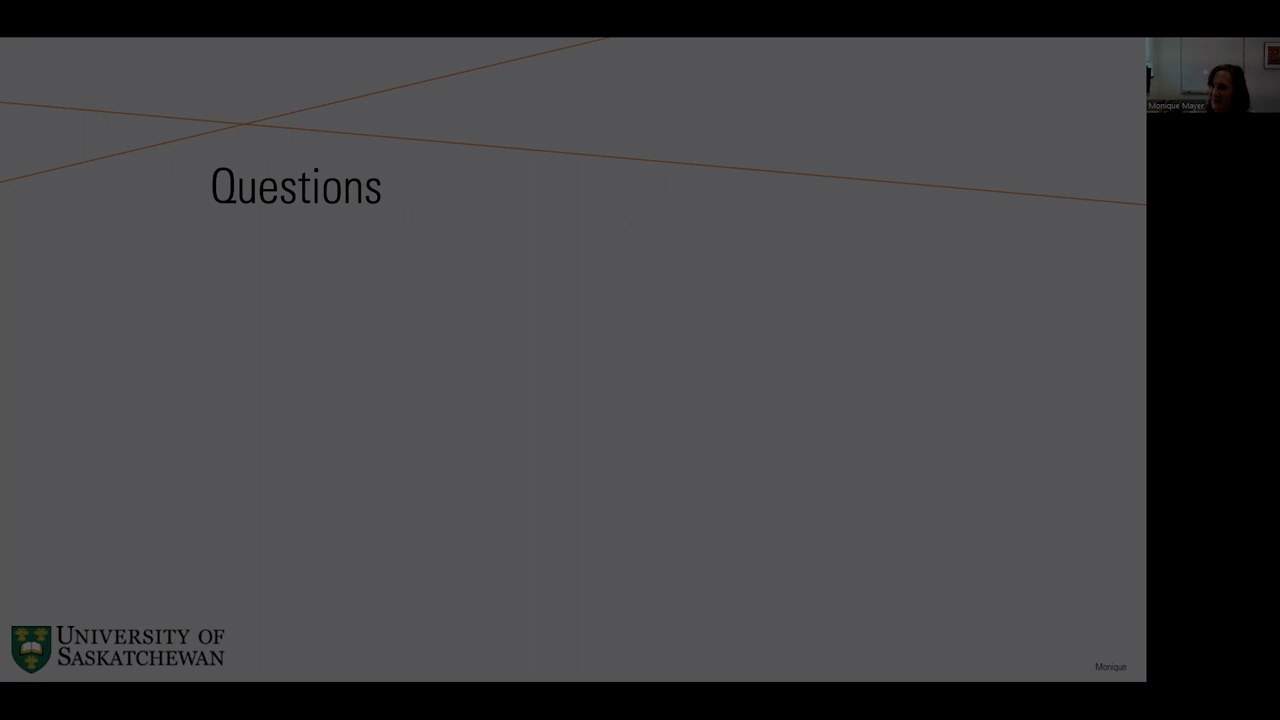 Monique Mayer
Questions
UNIVERSITY OF
SASKATCHEWAN
Monique